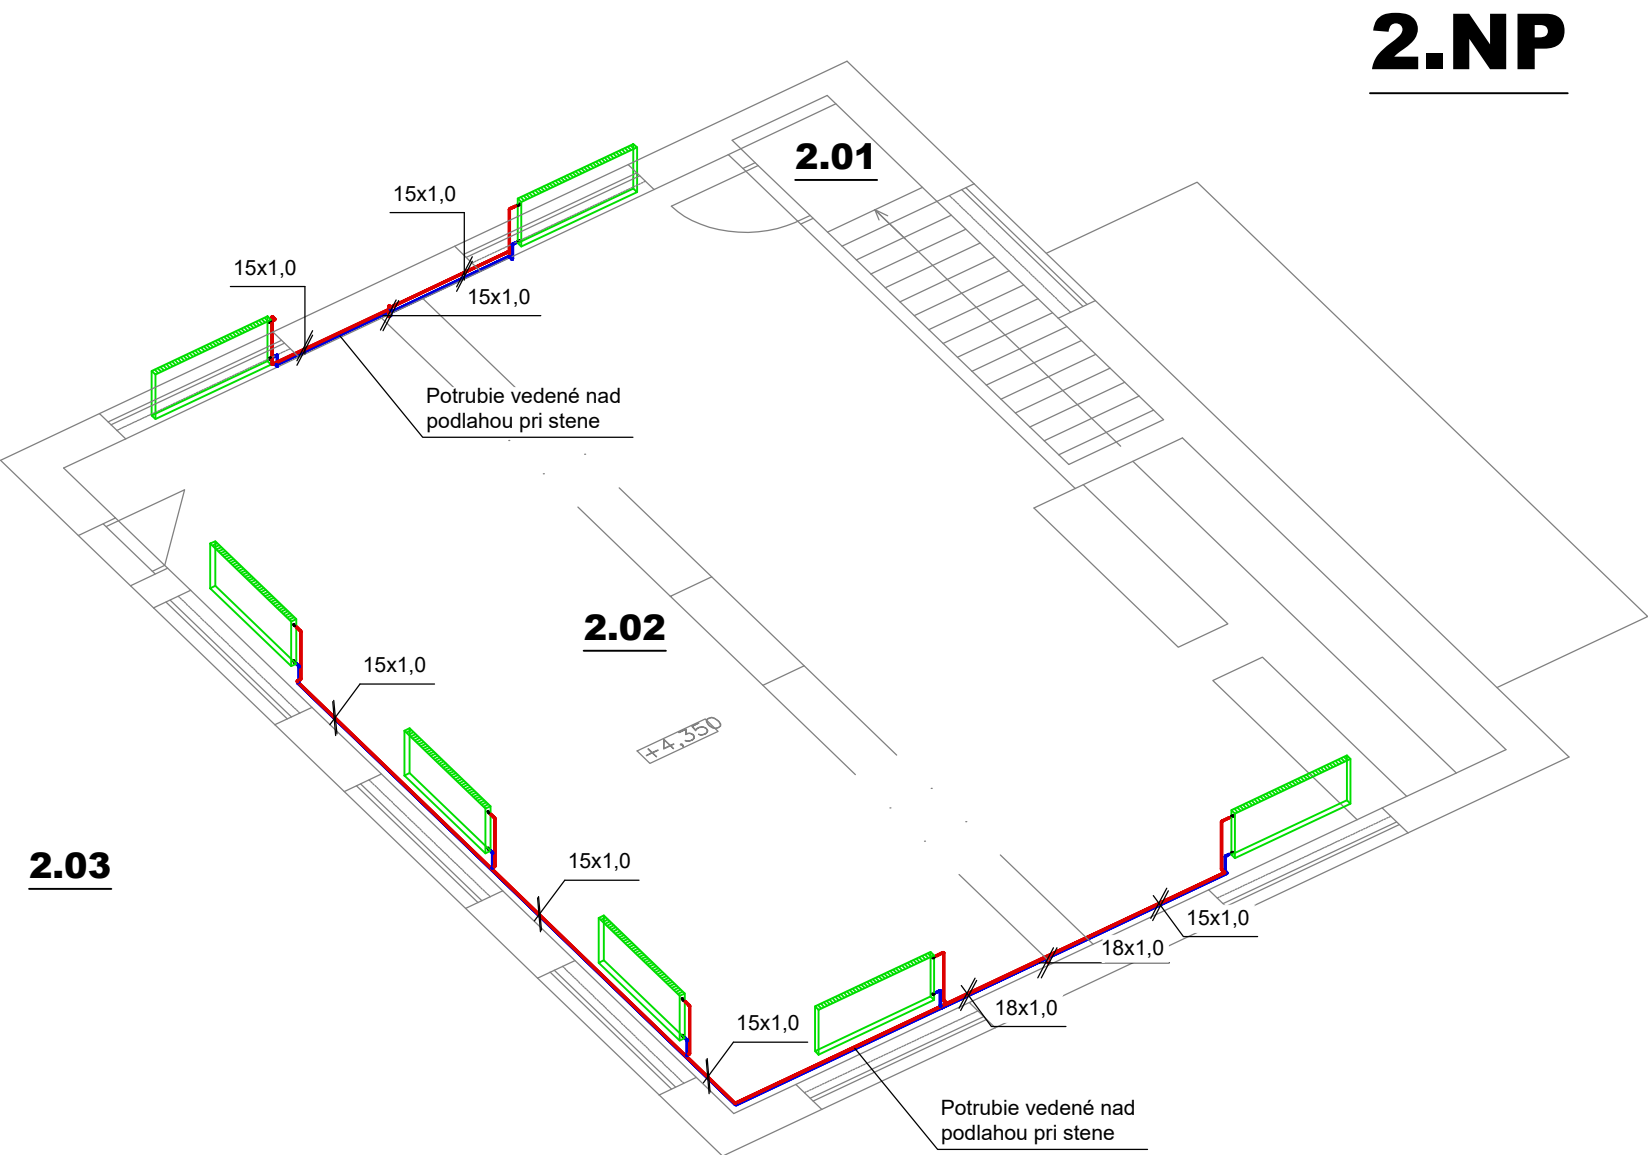 2.NP
2.01
15x1,0
15x1,0
15x1,0
Potrubie vedené nad
podlahou pri stene
2.02
15x1,0
+4,350
15x1,0
2.03
15x1,0
18x1,0
18x1,0
15x1,0
Potrubie vedené nad
podlahou pri stene